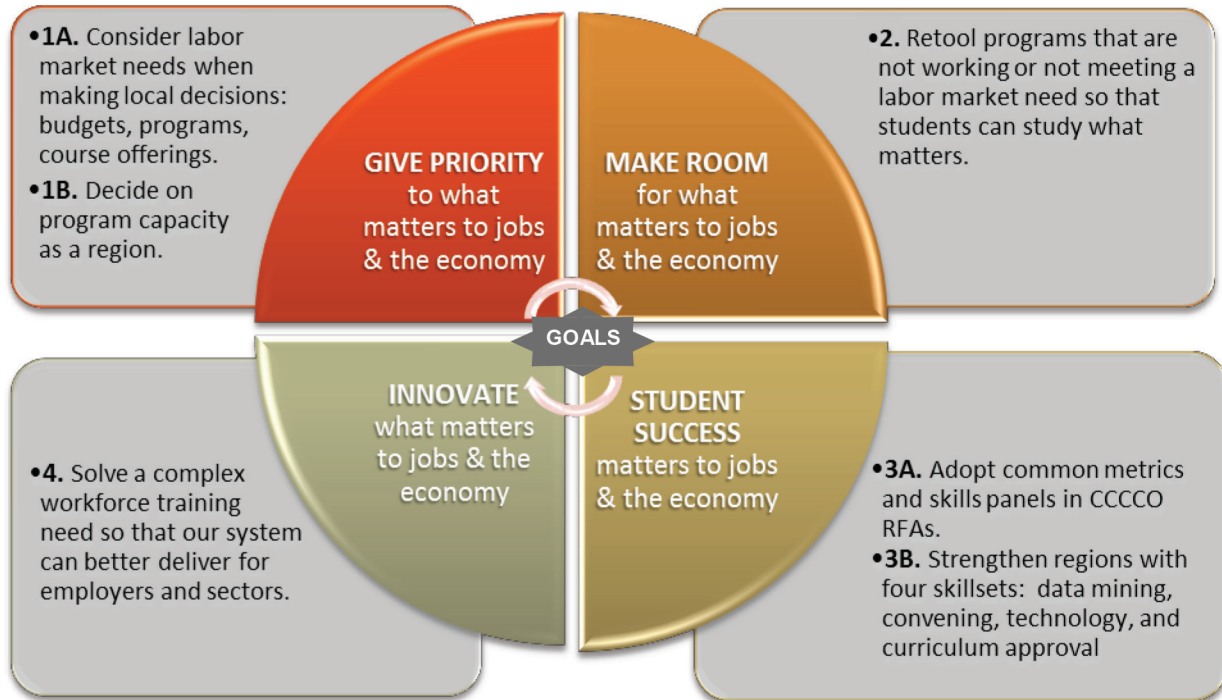 •1A. Consider labor
market needs when
making local decisions:
budgets, programs,
course offerings.
•1B. Decide on
program capacity
as a region.
GIVE PRIORITY
to what
matters to jobs
& the economy
MAKE ROOM
for what
matters to jobs
& the economy
•2. Retool programs that are
not working or not meeting a
labor market need so that
students can study what
matters.
GOALS
•4. Solve a complex
workforce training
need so that our system
can better deliver for
employers and sectors.
INNOVATE
what matters
to jobs & the
economy
STUDENT
SUCCESS
matters to jobs
& the economy
•3A. Adopt common metrics
and skills panels in CCCCO
RFAs.
•3B. Strengthen regions with
four skillsets: data mining,
convening, technology, and
curriculum approval